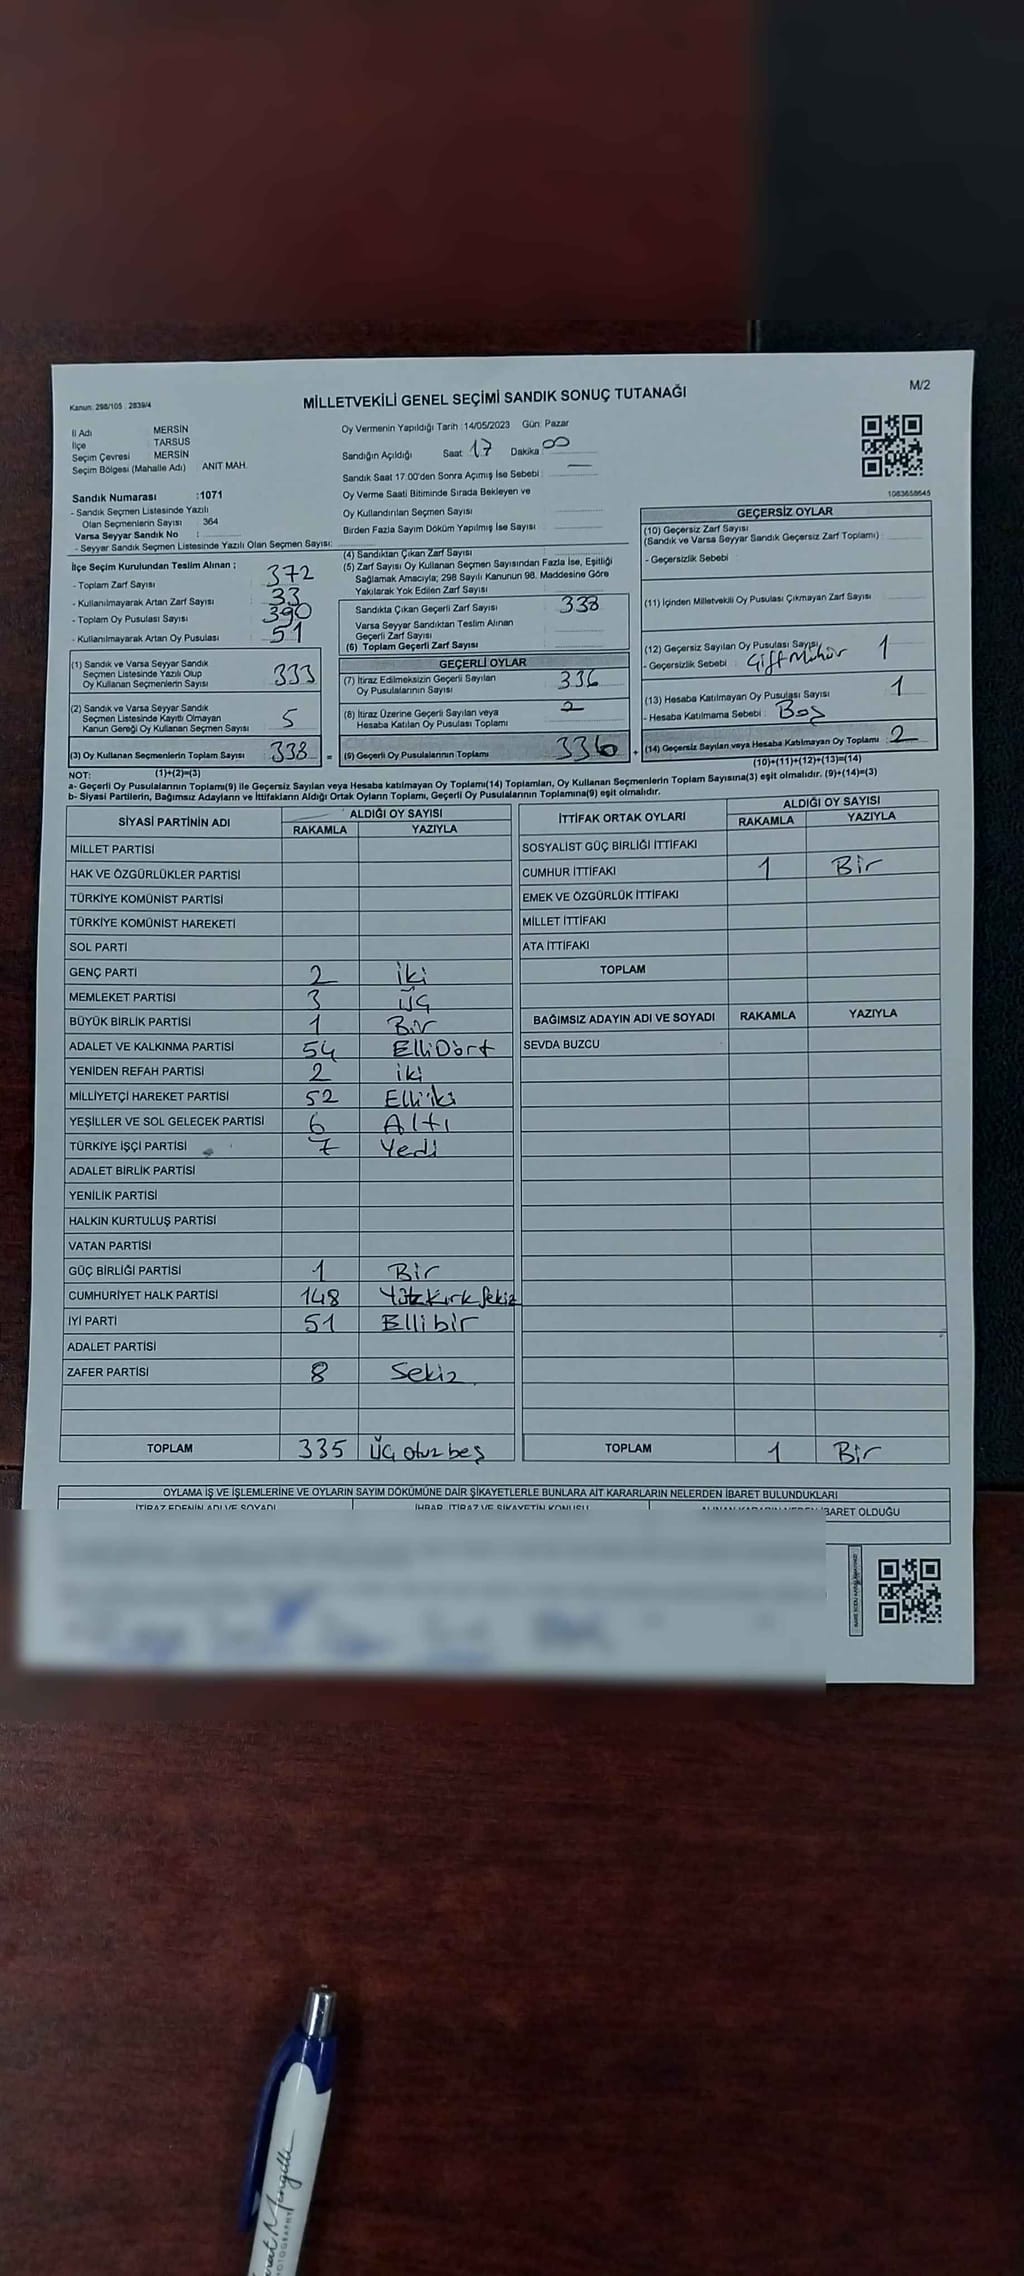 Kanun: 298/105 : 2839/4
MİLLETVEKİLİ GENEL SEÇİMİ SANDIK SONUÇ TUTANAĞI
M/2
İl Adı MERSİN
İlçe TARSUS
Seçim Çevresi MERSİN
Seçim Bölgesi (Mahalle Adı) ANIT MAH.
Sandık Numarası :1071
- Sandık Seçmen Listesinde Yazılı
Olan Seçmenlerin Sayısı 364
Varsa Seyyar Sandık No :
- Seyyar Sandık Seçmen Listesinde Yazılı Olan Seçmen Sayısı:
Oy Vermenin Yapıldığı Tarih :14/05/2023 Gün: Pazar
Sandığın Açıldığı Saat 17 Dakika 00
Sandık Saat 17:00'den Sonra Açımış İse Sebebi : —
Oy Verme Saati Bitiminde Sırada Bekleyen ve
Oy Kullandırılan Seçmen Sayısı :
Birden Fazla Sayım Döküm Yapılmış İse Sayısı :
1083658645
İlçe Seçim Kurulundan Teslim Alınan ;
- Toplam Zarf Sayısı 372
- Kullanılmayarak Artan Zarf Sayısı 33
- Toplam Oy Pusulası Sayısı 390
- Kullanılmayarak Artan Oy Pusulası 51
(1) Sandık ve Varsa Seyyar Sandık
Seçmen Listesinde Yazılı Olup
Oy Kullanan Seçmenlerin Sayısı 333
(2) Sandık ve Varsa Seyyar Sandık
Seçmen Listesinde Kayıtlı Olmayan
Kanun Gereği Oy Kullanan Seçmen Sayısı 5
(3) Oy Kullanan Seçmenlerin Toplam Sayısı 338 =
(4) Sandıktan Çıkan Zarf Sayısı
(5) Zarf Sayısı Oy Kullanan Seçmen Sayısından Fazla İse, Eşitliği
Sağlamak Amacıyla; 298 Sayılı Kanunun 98. Maddesine Göre
Yakılarak Yok Edilen Zarf Sayısı
Sandıkta Çıkan Geçerli Zarf Sayısı 338
Varsa Seyyar Sandıktan Teslim Alınan
Geçerli Zarf Sayısı
(6) Toplam Geçerli Zarf Sayısı
GEÇERLİ OYLAR
(7) İtiraz Edilmeksizin Geçerli Sayılan
Oy Pusulalarının Sayısı 336
(8) İtiraz Üzerine Geçerli Sayılan veya
Hesaba Katılan Oy Pusulası Toplamı
(9) Geçerli Oy Pusulalarının Toplamı 336 +
GEÇERSİZ OYLAR
(10) Geçersiz Zarf Sayısı
(Sandık ve Varsa Seyyar Sandık Geçersiz Zarf Toplamı)
- Geçersizlik Sebebi :
(11) İçinden Milletvekili Oy Pusulası Çıkmayan Zarf Sayısı
(12) Geçersiz Sayılan Oy Pusulası Sayısı 1
- Geçersizlik Sebebi : Çift Mühür
(13) Hesaba Katılmayan Oy Pusulası Sayısı 1
- Hesaba Katılmama Sebebi : Boş
(14) Geçersiz Sayılan veya Hesaba Katılmayan Oy Toplamı 2
(10)+(11)+(12)+(13)=(14)
NOT: (1)+(2)=(3)
a- Geçerli Oy Pusulalarının Toplamı(9) ile Geçersiz Sayılan veya Hesaba katılmayan Oy Toplamı(14) Toplamları, Oy Kullanan Seçmenlerin Toplam Sayısına(3) eşit olmalıdır. (9)+(14)=(3)
b- Siyasi Partilerin, Bağımsız Adayların ve İttifakların Aldığı Ortak Oyların Toplamı, Geçerli Oy Pusulalarının Toplamına(9) eşit olmalıdır.
SİYASİ PARTİNİN ADI ALDIĞI OY SAYISI
RAKAMLA YAZIYLA
MİLLET PARTİSİ
HAK VE ÖZGÜRLÜKLER PARTİSİ
TÜRKİYE KOMÜNİST PARTİSİ
TÜRKİYE KOMÜNİST HAREKETİ
SOL PARTİ
GENÇ PARTİ 2 iki
MEMLEKET PARTİSİ 3 üÇ
BÜYÜK BİRLİK PARTİSİ 1 Bir
ADALET VE KALKINMA PARTİSİ 54 Elli Dört
YENİDEN REFAH PARTİSİ 2 iki
MİLLİYETÇİ HAREKET PARTİSİ 52 Elliiki
YEŞİLLER VE SOL GELECEK PARTİSİ 6 Altı
TÜRKİYE İŞÇİ PARTİSİ 7 Yedi
ADALET BİRLİK PARTİSİ
YENİLİK PARTİSİ
HALKIN KURTULUŞ PARTİSİ
VATAN PARTİSİ
GÜÇ BİRLİĞİ PARTİSİ 1 Bir
CUMHURİYET HALK PARTİSİ 148 Yüzkırk sekiz
İYİ PARTİ 51 Ellibir
ADALET PARTİSİ
ZAFER PARTİSİ 8 Sekiz
TOPLAM 335 Üç otuz beş
İTTİFAK ORTAK OYLARI ALDIĞI OY SAYISI
RAKAMLA YAZIYLA
SOSYALİST GÜÇ BİRLİĞİ İTTİFAKI
CUMHUR İTTİFAKI 1 Bir
EMEK VE ÖZGÜRLÜK İTTİFAKI
MİLLET İTTİFAKI
ATA İTTİFAKI
TOPLAM
BAĞIMSIZ ADAYIN ADI VE SOYADI RAKAMLA YAZIYLA
SEVDA BUZCU
TOPLAM 1 Bir
OYLAMA İŞ VE İŞLEMLERİNE VE OYLARIN SAYIM DÖKÜMÜNE DAİR ŞİKAYETLERLE BUNLARA AİT KARARLARIN NELERDEN İBARET BULUNDUKLARI
İTİRAZ EDENİN ADI VE SOYADI İHBAR, İTİRAZ VE ŞİKAYETİN KONUSU ALINAN KARARIN NEDEN İBARET OLDUĞU